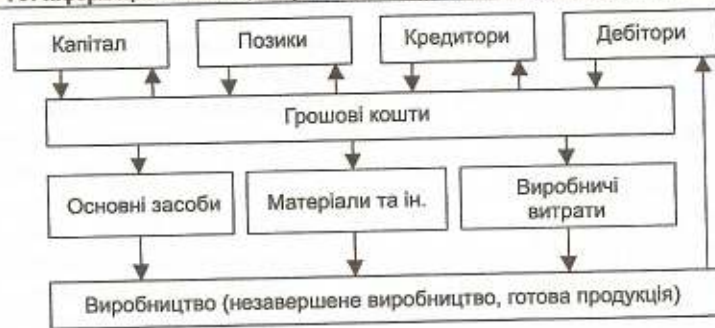 Капітал
Позики
Кредитори
Дебітори
Грошові кошти
Основні засоби
Матеріали та ін.
Виробничі
витрати
Виробництво (незавершене виробництво, готова продукція)